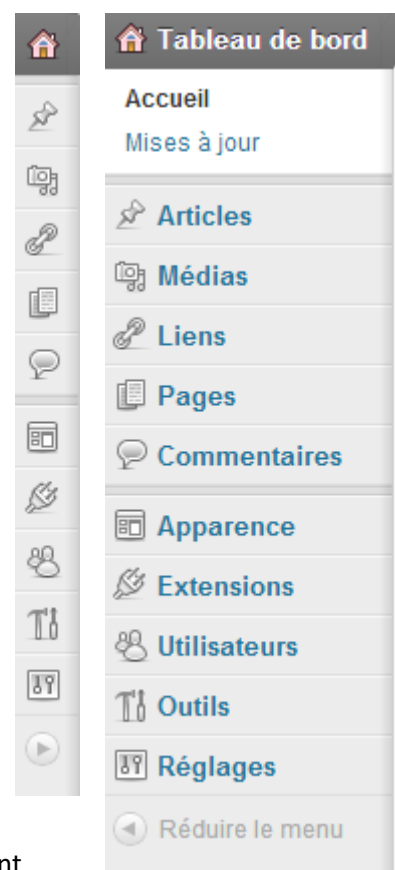 Tableau de bord
Accueil
Mises à jour
Articles
Médias
Liens
Pages
Commentaires
Apparence
Extensions
Utilisateurs
Outils
Réglages
Réduire le menu
nt